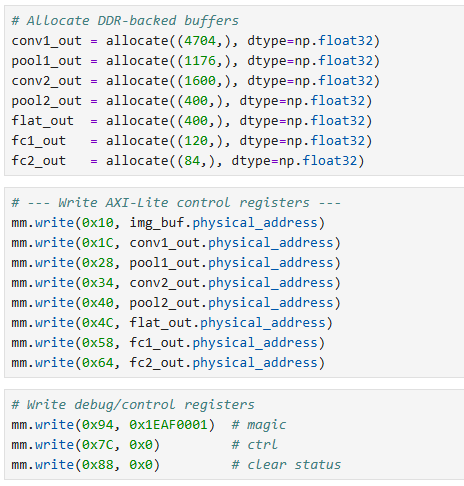 # Allocate DDR-backed buffers
conv1_out = allocate((4704,), dtype=np.float32)
pool1_out = allocate((1176,), dtype=np.float32)
conv2_out = allocate((1600,), dtype=np.float32)
pool2_out = allocate((400,), dtype=np.float32)
flat_out  = allocate((400,), dtype=np.float32)
fc1_out   = allocate((120,), dtype=np.float32)
fc2_out   = allocate((84,), dtype=np.float32)
# --- Write AXI-Lite control registers ---
mm.write(0x10, img_buf.physical_address)
mm.write(0x1C, conv1_out.physical_address)
mm.write(0x28, pool1_out.physical_address)
mm.write(0x34, conv2_out.physical_address)
mm.write(0x40, pool2_out.physical_address)
mm.write(0x4C, flat_out.physical_address)
mm.write(0x58, fc1_out.physical_address)
mm.write(0x64, fc2_out.physical_address)
# Write debug/control registers
mm.write(0x94, 0x1EAF0001)  # magic
mm.write(0x7C, 0x0)         # ctrl
mm.write(0x88, 0x0)         # clear status